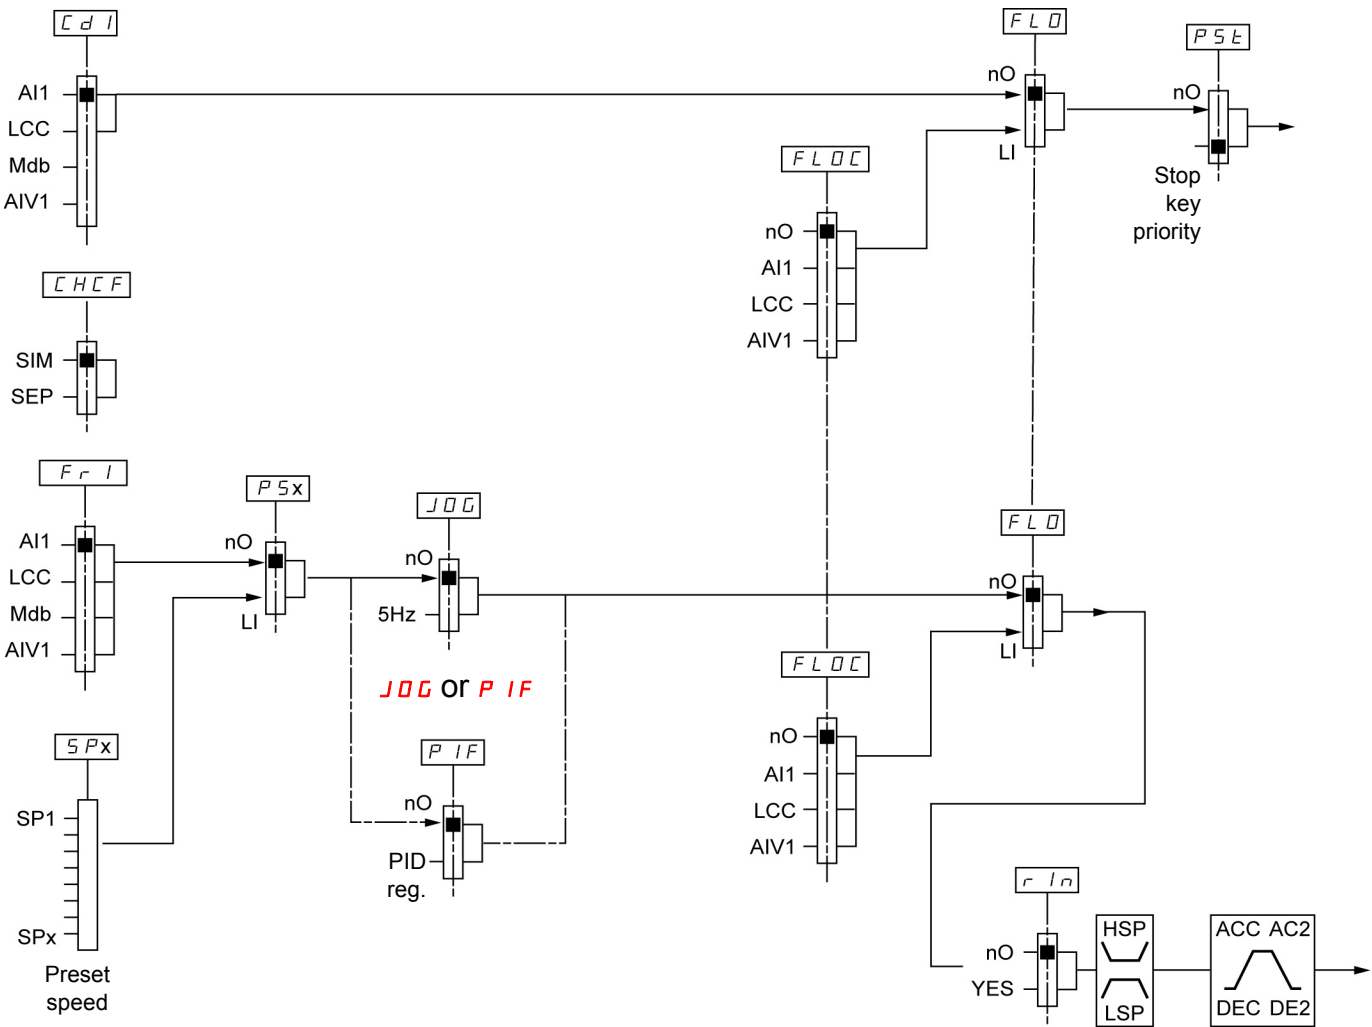 Cd1
AI1
LCC
Mdb
AIV1
CHCF
SIM
SEP
Fr1
AI1
LCC
Mdb
AIV1
SPx
SP1
SPx
Preset
speed
PSx
nO
LI
JOG
nO
5Hz
JOG or PIF
PIF
nO
PID
reg.
FLOC
nO
AI1
LCC
AIV1
FLOC
nO
AI1
LCC
AIV1
FLO
nO
LI
PSt
nO
Stop
key
priority
FLO
nO
LI
rIn
nO
YES
HSP
LSP
ACC AC2
DEC DE2